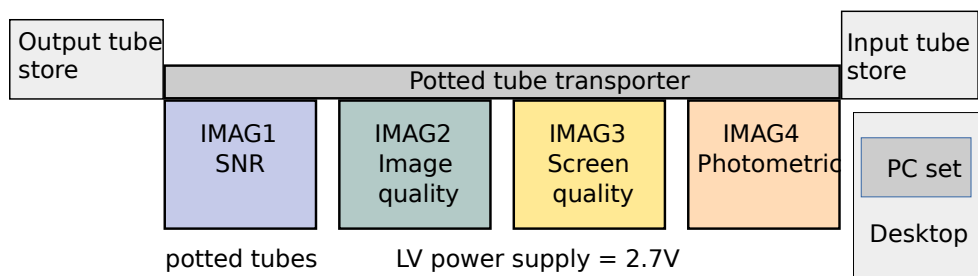 Output tube
store
Input tube
store
Potted tube transporter
IMAG1
SNR
IMAG2
Image
quality
IMAG3
Screen
quality
IMAG4
Photometric
PC set
Desktop
potted tubes
LV power supply = 2.7V